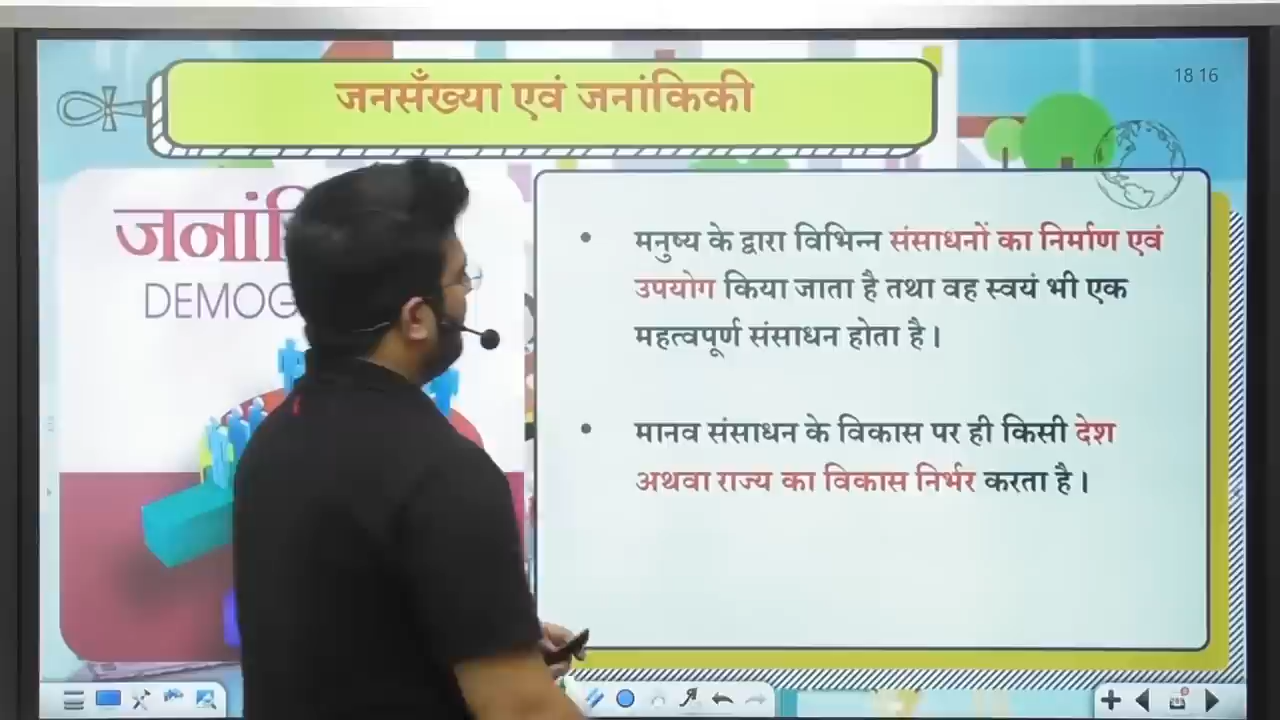 जनसँख्या एवं जनांकिकी
18 16
मनुष्य के द्वारा विभिन्न संसाधनों का निर्माण एवं
उपयोग किया जाता है तथा वह स्वयं भी एक
महत्वपूर्ण संसाधन होता है।
मानव संसाधन के विकास पर ही किसी देश
अथवा राज्य का विकास निर्भर करता है।